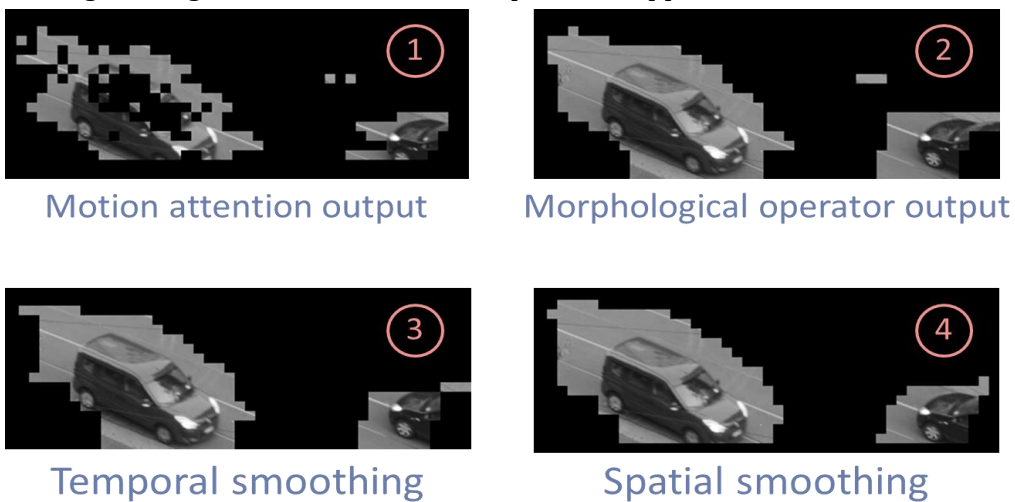 1
2
Motion attention output
Morphological operator output
3
4
Temporal smoothing
Spatial smoothing